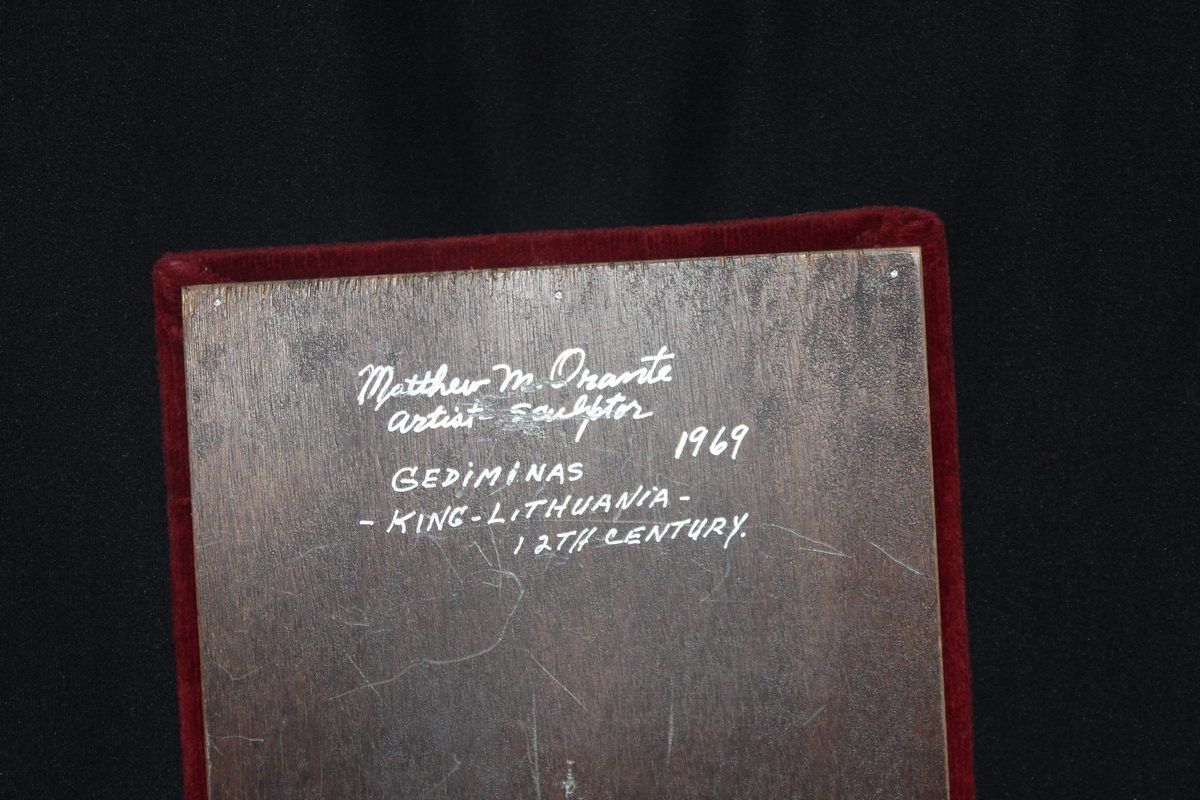 Matthew M. Orante
Artist Sculptor
1969
GEDiMiNAS
- KING - LiTHUANiA -
12TH CENTURY.